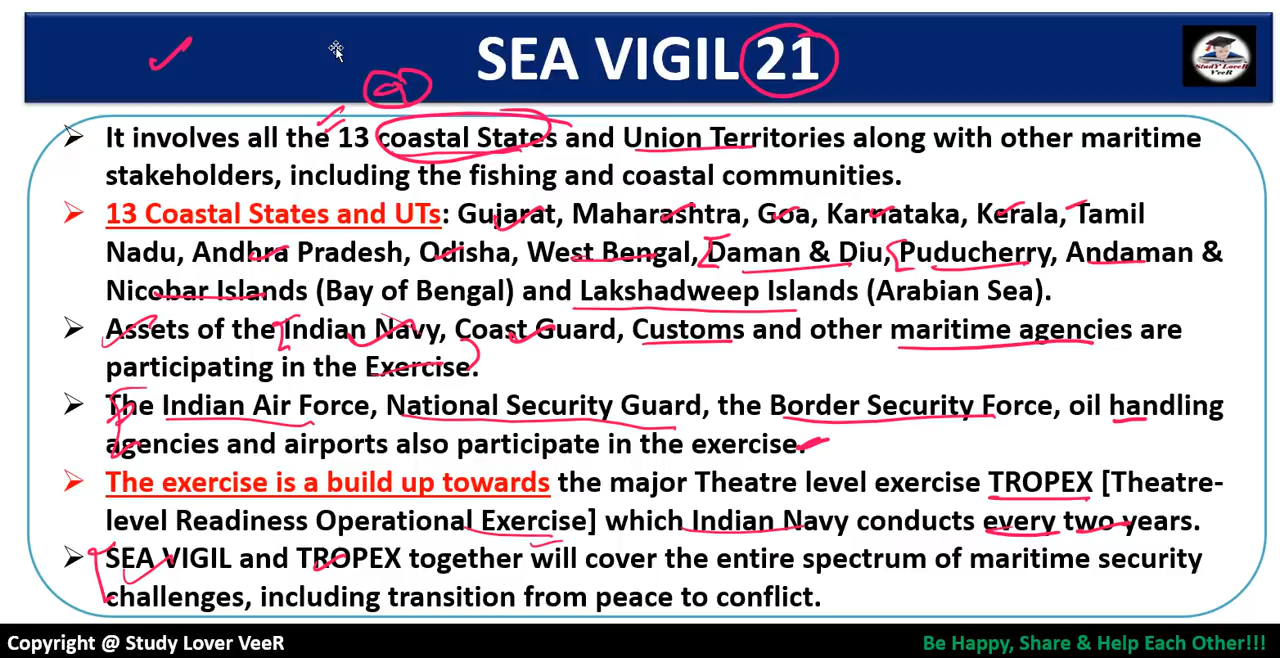 SEA VIGIL 21
StudY LoveR
VeeR
9
➢ It involves all the 13 coastal States and Union Territories along with other maritime
stakeholders, including the fishing and coastal communities.
➢ 13 Coastal States and UTs: Gujarat, Maharashtra, Goa, Karnataka, Kerala, Tamil
Nadu, Andhra Pradesh, Odisha, West Bengal, Daman & Diu, Puducherry, Andaman &
Nicobar Islands (Bay of Bengal) and Lakshadweep Islands (Arabian Sea).
➢ Assets of the Indian Navy, Coast Guard, Customs and other maritime agencies are
participating in the Exercise.
➢ The Indian Air Force, National Security Guard, the Border Security Force, oil handling
agencies and airports also participate in the exercise.
➢ The exercise is a build up towards the major Theatre level exercise TROPEX [Theatre-
level Readiness Operational Exercise] which Indian Navy conducts every two years.
➢ SEA VIGIL and TROPEX together will cover the entire spectrum of maritime security
challenges, including transition from peace to conflict.
Copyright @ Study Lover VeeR
Be Happy, Share & Help Each Other!!!